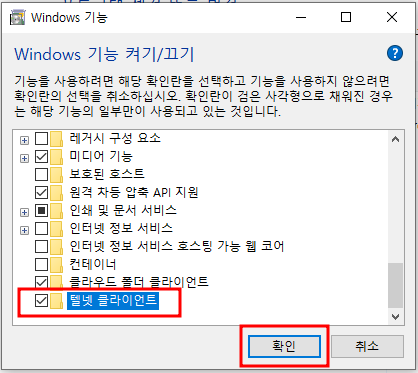 Windows 기능
Windows 기능 켜기/끄기
기능을 사용하려면 해당 확인란을 선택하고 기능을 사용하지 않으려면
확인란의 선택을 취소하십시오. 확인란이 검은 사각형으로 채워진 경우
는 해당 기능의 일부만이 사용되고 있는 것입니다.
레거시 구성 요소
미디어 기능
보호된 호스트
원격 차등 압축 API 지원
인쇄 및 문서 서비스
인터넷 정보 서비스
인터넷 정보 서비스 호스팅 가능 웹 코어
컨테이너
클라우드 폴더 클라이언트
텔넷 클라이언트
확인
취소